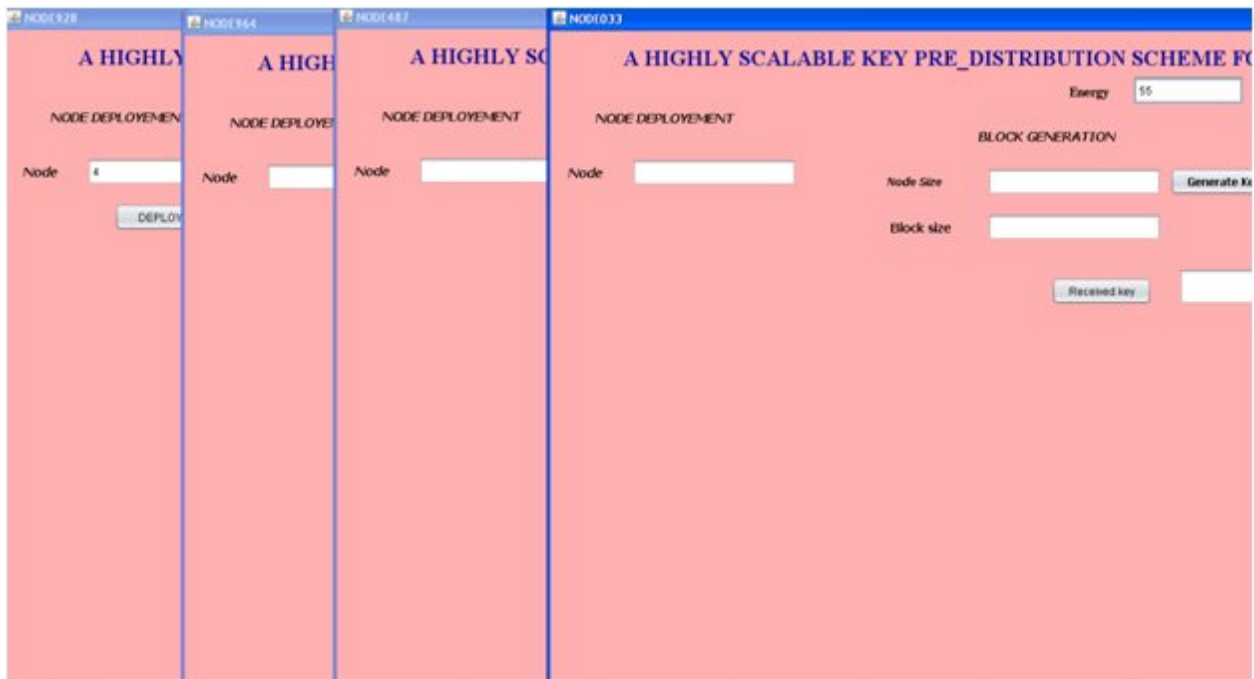 NODE928
A HIGHLY
NODE DEPLOYEMEN
Node 4
DEPLOY
NODE964
A HIGH
NODE DEPLOYE
Node
NODE487
A HIGHLY SC
NODE DEPLOYEMENT
Node
NODE033
A HIGHLY SCALABLE KEY PRE_DISTRIBUTION SCHEME FO
Energy 55
NODE DEPLOYEMENT
BLOCK GENERATION
Node
Node Size
Generate Ke
Block size
Received key